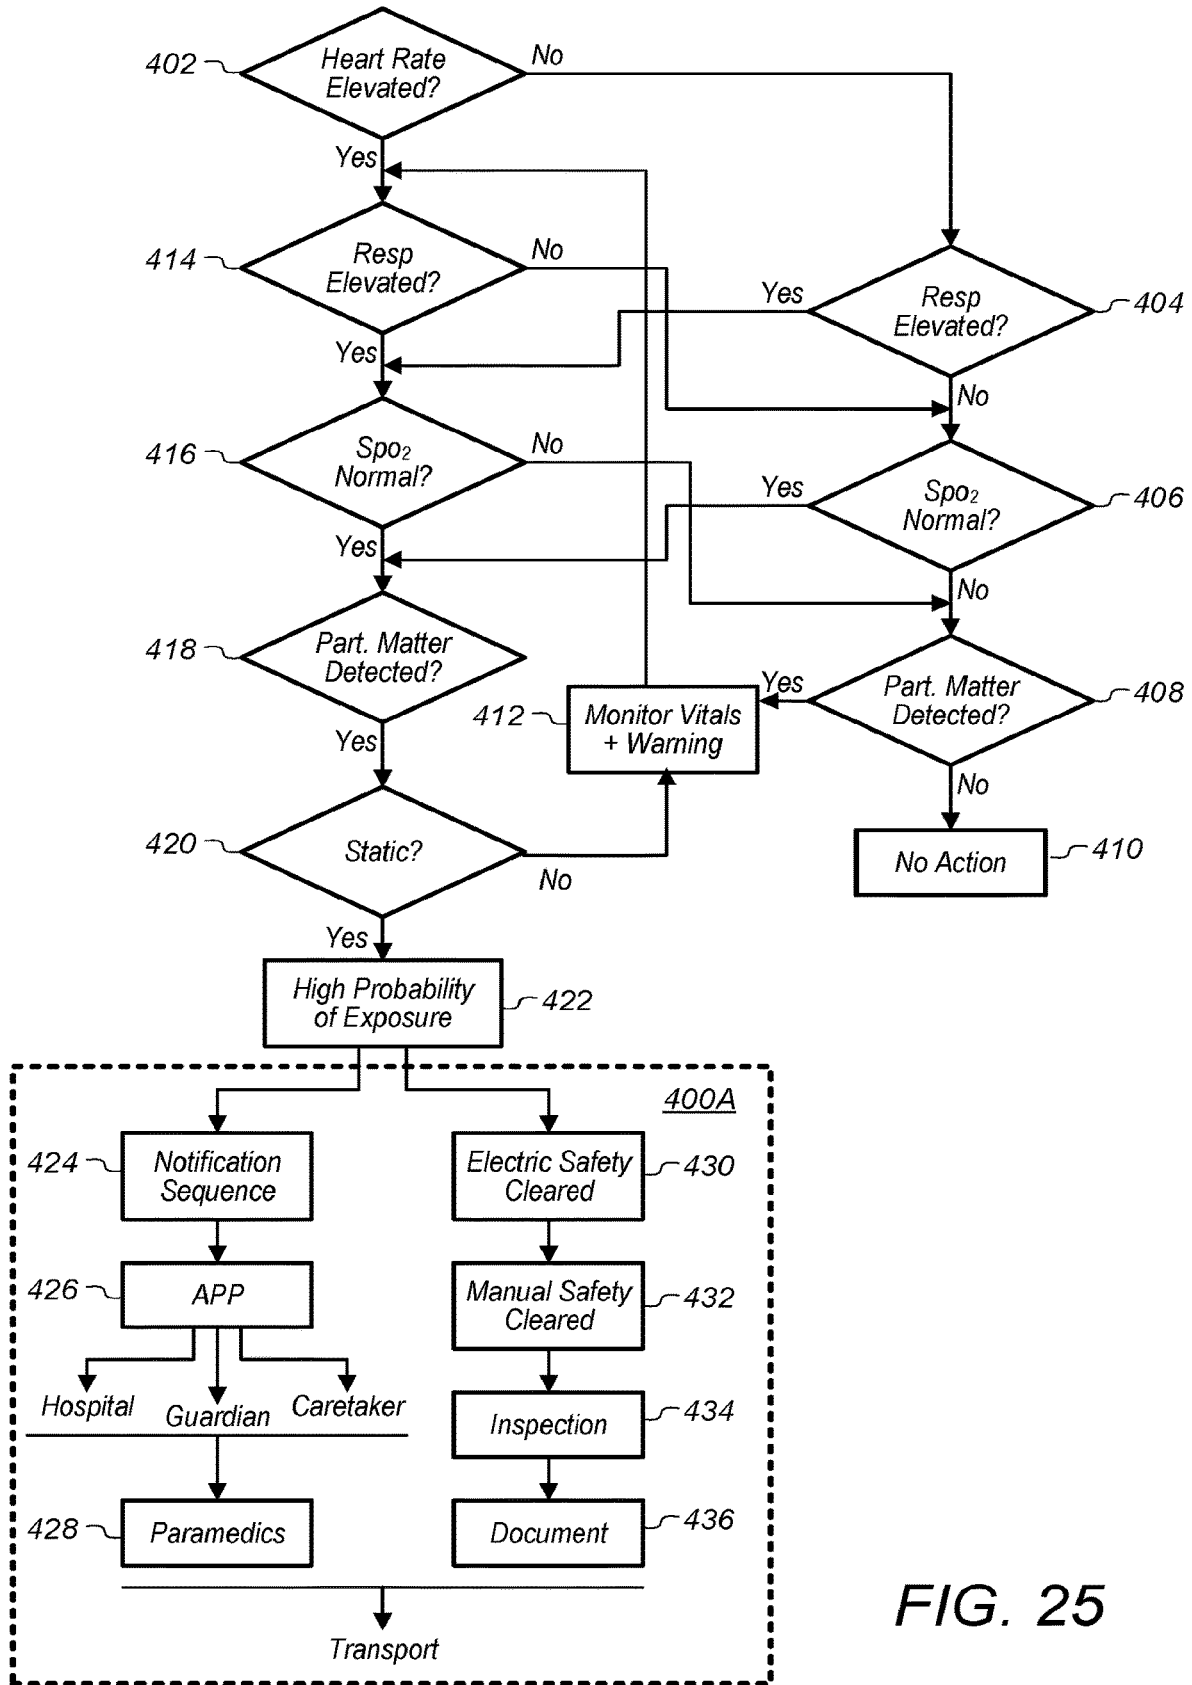 402
Heart Rate
Elevated?
No
Yes
414
Resp
Elevated?
No
Yes
Resp
Elevated?
404
Yes
No
416
Spo2
Normal?
No
Yes
Spo2
Normal?
406
Yes
No
418
Part. Matter
Detected?
412
Monitor Vitals
+ Warning
Yes
Part. Matter
Detected?
408
Yes
No
420
Static?
No
No Action
410
Yes
High Probability
of Exposure
422
400A
424
Notification
Sequence
Electric Safety
Cleared
430
426
APP
Manual Safety
Cleared
432
Hospital
Guardian
Caretaker
Inspection
434
428
Paramedics
Document
436
Transport
FIG. 25